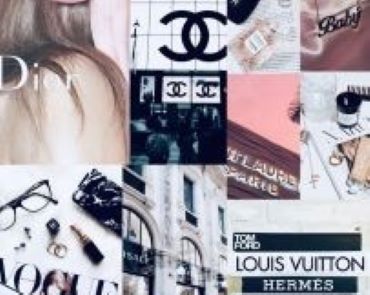 Dior
Baby
SAINT LAURENT
PARIS
VOGUE
TOM
FORD
LOUIS VUITTON
HERMÈS